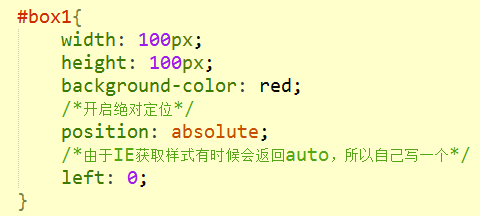 #box1{
width: 100px;
height: 100px;
background-color: red;
/*开启绝对定位*/
position: absolute;
/*由于IE获取样式有时候会返回auto，所以自己写一个*/
left: 0;
}